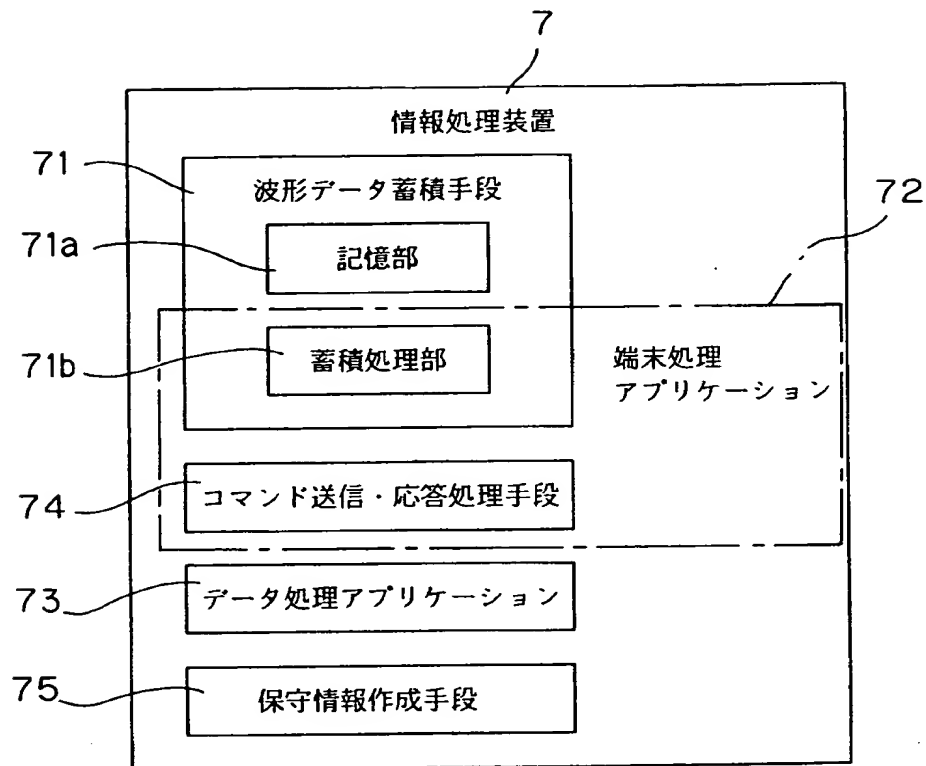 7
情報処理装置
71
波形データ蓄積手段
72
71a
記憶部
71b
蓄積処理部
端末処理
アプリケーション
74
コマンド送信・応答処理手段
73
データ処理アプリケーション
75
保守情報作成手段